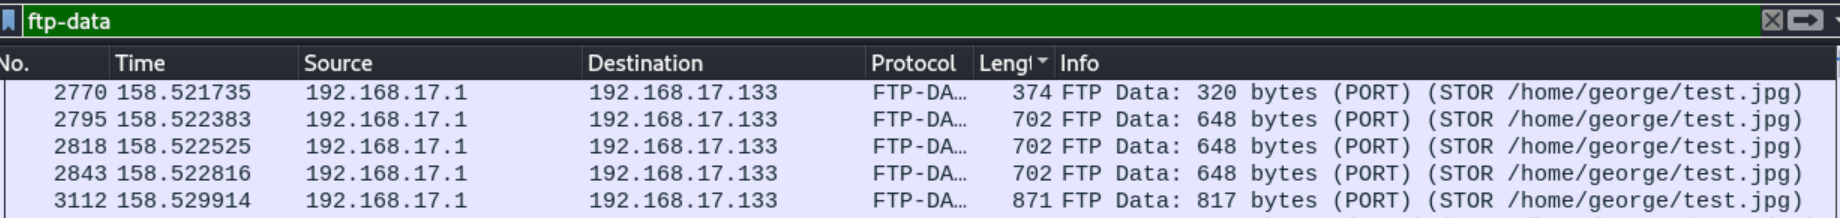 ftp-data
No. Time Source Destination Protocol Lengt Info
2770 158.521735 192.168.17.1 192.168.17.133 FTP-DA… 374 FTP Data: 320 bytes (PORT) (STOR /home/george/test.jpg)
2795 158.522383 192.168.17.1 192.168.17.133 FTP-DA… 702 FTP Data: 648 bytes (PORT) (STOR /home/george/test.jpg)
2818 158.522525 192.168.17.1 192.168.17.133 FTP-DA… 702 FTP Data: 648 bytes (PORT) (STOR /home/george/test.jpg)
2843 158.522816 192.168.17.1 192.168.17.133 FTP-DA… 702 FTP Data: 648 bytes (PORT) (STOR /home/george/test.jpg)
3112 158.529914 192.168.17.1 192.168.17.133 FTP-DA… 871 FTP Data: 817 bytes (PORT) (STOR /home/george/test.jpg)